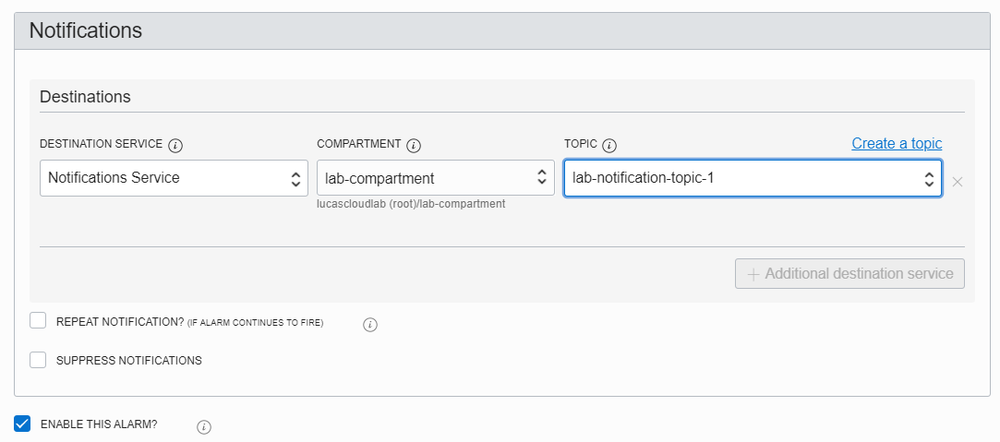 Notifications
Destinations
DESTINATION SERVICE COMPARTMENT TOPIC Create a topic
Notifications Service lab-compartment lab-notification-topic-1
lucascloudlab (root)/lab-compartment
+ Additional destination service
REPEAT NOTIFICATION? (IF ALARM CONTINUES TO FIRE)
SUPPRESS NOTIFICATIONS
ENABLE THIS ALARM?